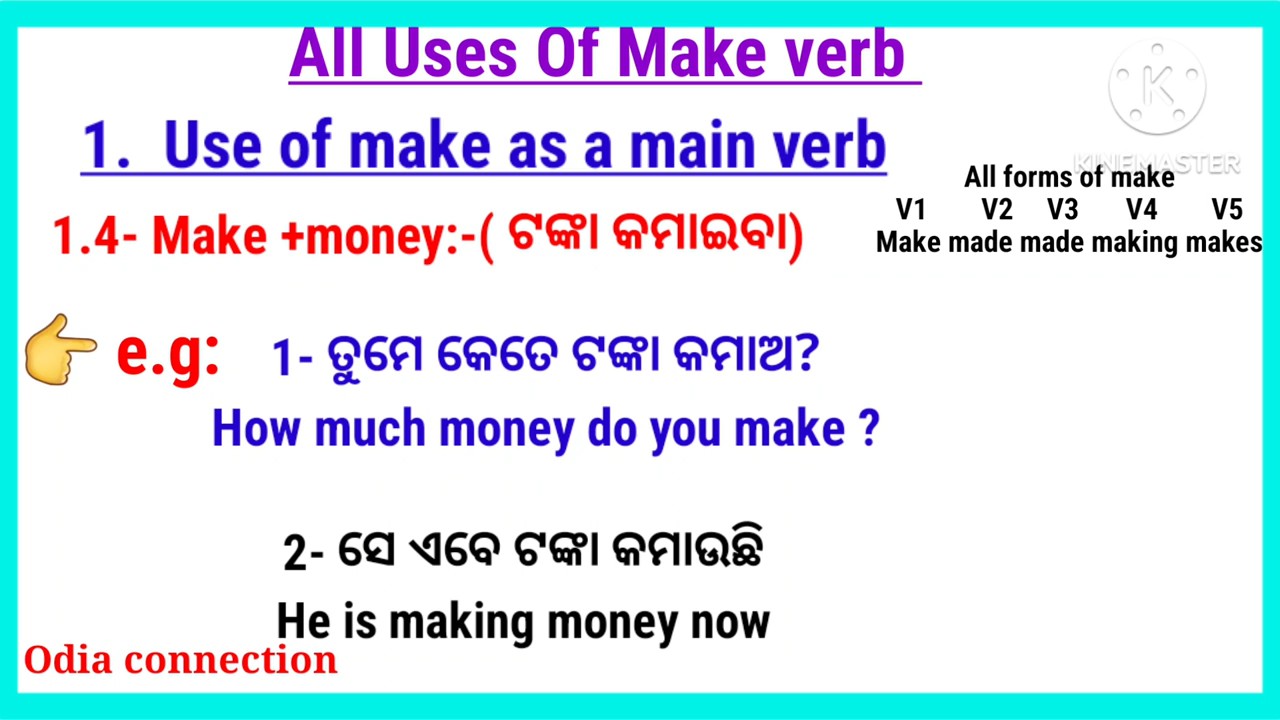 All Uses Of Make verb
1. Use of make as a main verb
KINEMASTER
All forms of make
V1 V2 V3 V4 V5
Make made made making makes
1.4- Make +money:-( ଟଙ୍କା କମାଇବା)
e.g: 1- ତୁମେ କେତେ ଟଙ୍କା କମାଅ?
How much money do you make ?
2- ସେ ଏବେ ଟଙ୍କା କମାଉଛି
He is making money now
Odia connection